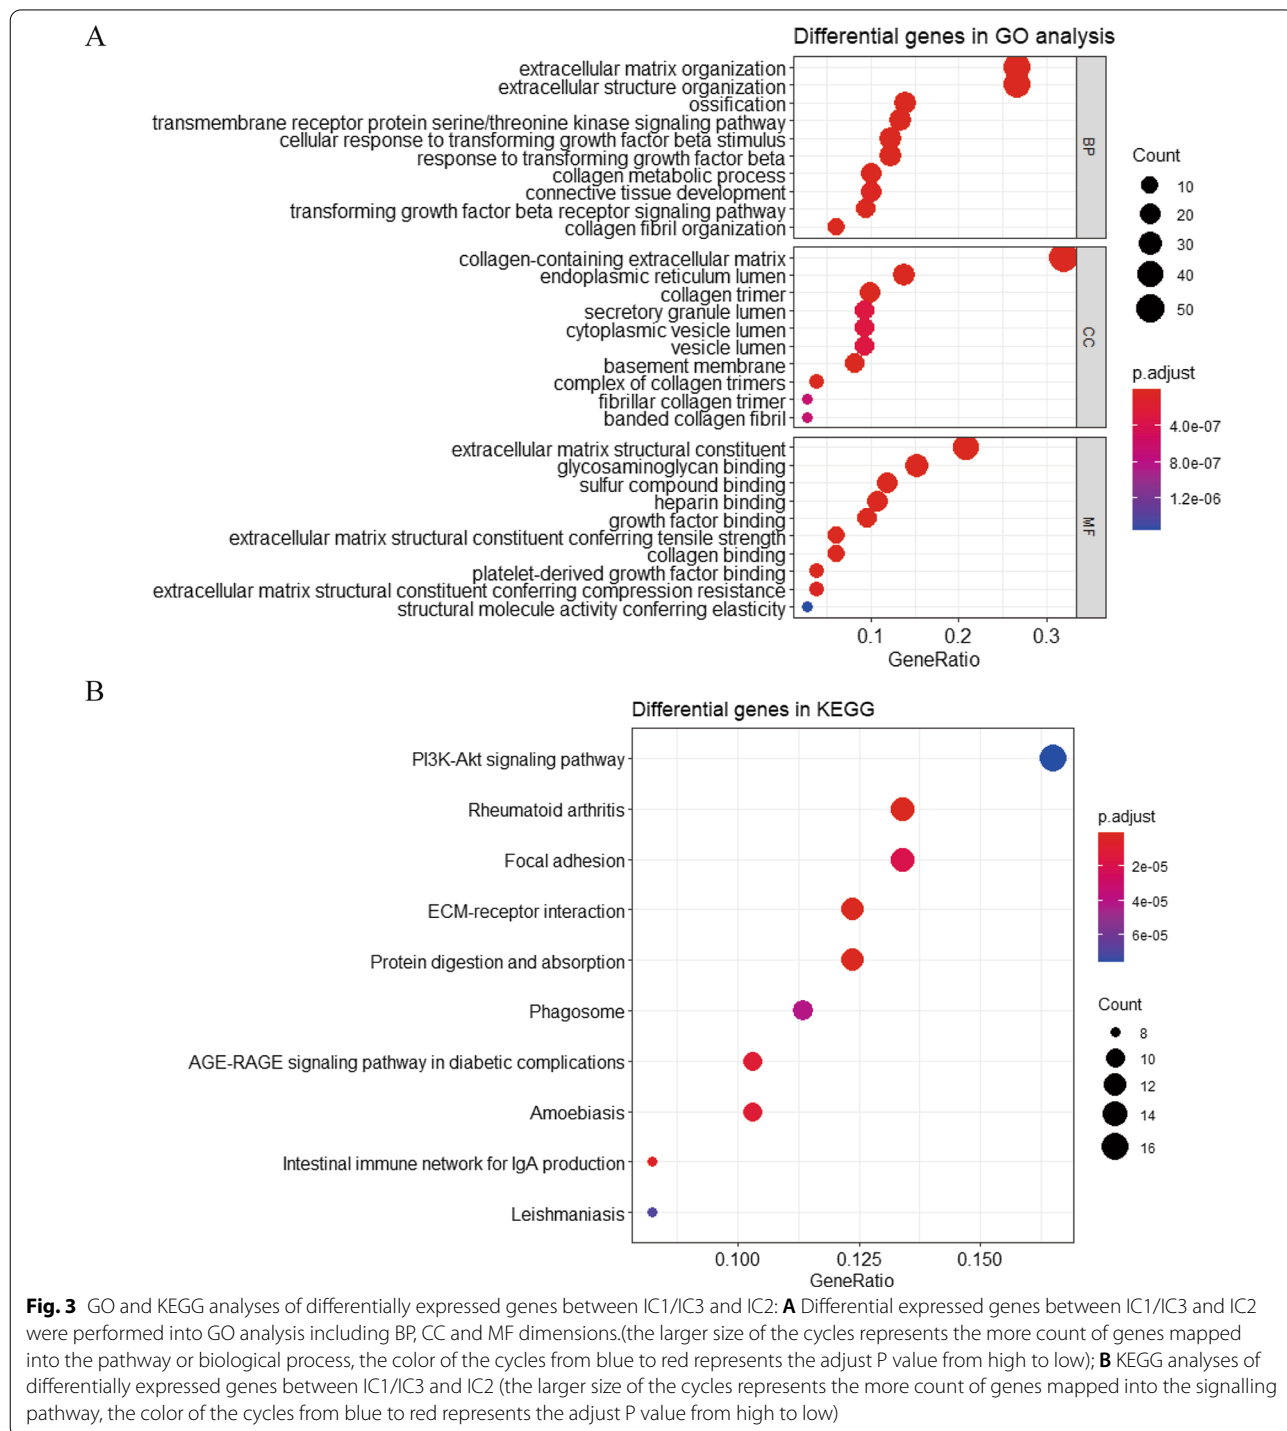 A
Differential genes in GO analysis
extracellular matrix organization
extracellular structure organization
ossification
transmembrane receptor protein serine/threonine kinase signaling pathway
cellular response to transforming growth factor beta stimulus
response to transforming growth factor beta
collagen metabolic process
connective tissue development
transforming growth factor beta receptor signaling pathway
collagen fibril organization
BP
collagen-containing extracellular matrix
endoplasmic reticulum lumen
collagen trimer
secretory granule lumen
cytoplasmic vesicle lumen
vesicle lumen
basement membrane
complex of collagen trimers
fibrillar collagen trimer
banded collagen fibril
CC
extracellular matrix structural constituent
glycosaminoglycan binding
sulfur compound binding
heparin binding
growth factor binding
extracellular matrix structural constituent conferring tensile strength
collagen binding
platelet-derived growth factor binding
extracellular matrix structural constituent conferring compression resistance
structural molecule activity conferring elasticity
MF
0.1 0.2 0.3
GeneRatio
Count
10
20
30
40
50
p.adjust
4.0e-07
8.0e-07
1.2e-06
B
Differential genes in KEGG
PI3K-Akt signaling pathway
Rheumatoid arthritis
Focal adhesion
ECM-receptor interaction
Protein digestion and absorption
Phagosome
AGE-RAGE signaling pathway in diabetic complications
Amoebiasis
Intestinal immune network for IgA production
Leishmaniasis
0.100 0.125 0.150
GeneRatio
p.adjust
2e-05
4e-05
6e-05
Count
8
10
12
14
16
Fig. 3 GO and KEGG analyses of differentially expressed genes between IC1/IC3 and IC2: A Differential expressed genes between IC1/IC3 and IC2
were performed into GO analysis including BP, CC and MF dimensions.(the larger size of the cycles represents the more count of genes mapped
into the pathway or biological process, the color of the cycles from blue to red represents the adjust P value from high to low); B KEGG analyses of
differentially expressed genes between IC1/IC3 and IC2 (the larger size of the cycles represents the more count of genes mapped into the signalling
pathway, the color of the cycles from blue to red represents the adjust P value from high to low)